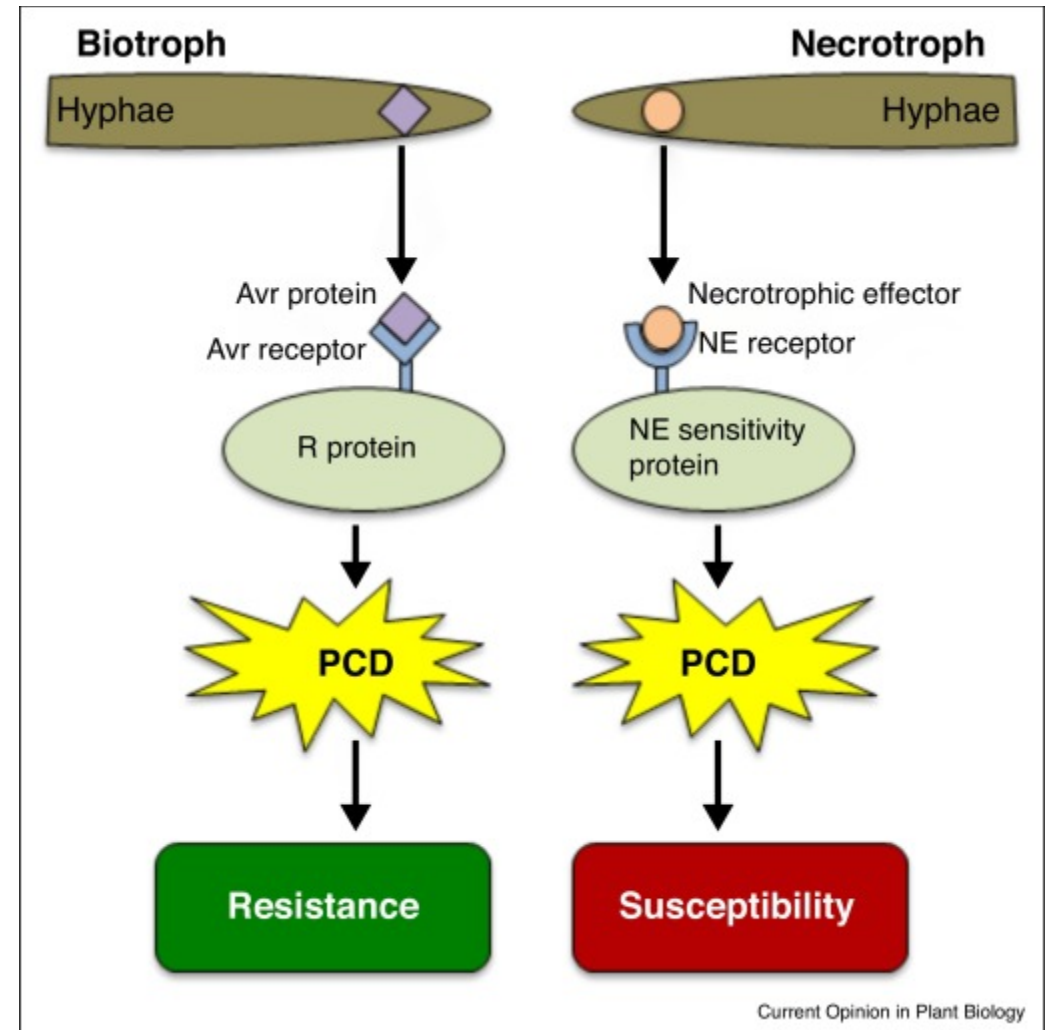 Biotroph
Necrotroph
Hyphae
Hyphae
Avr protein
Necrotrophic effector
Avr receptor
NE receptor
R protein
NE sensitivity
protein
PCD
PCD
Resistance
Susceptibility
Current Opinion in Plant Biology